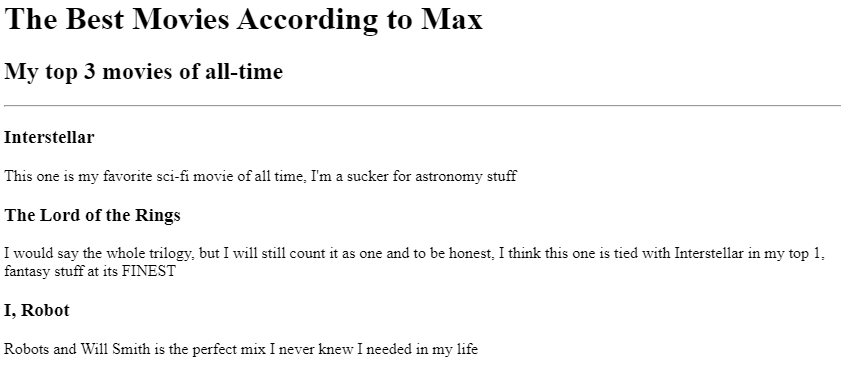 The Best Movies According to Max
My top 3 movies of all-time
Interstellar
This one is my favorite sci-fi movie of all time, I'm a sucker for astronomy stuff
The Lord of the Rings
I would say the whole trilogy, but I will still count it as one and to be honest, I think this one is tied with Interstellar in my top 1,
fantasy stuff at its FINEST
I, Robot
Robots and Will Smith is the perfect mix I never knew I needed in my life